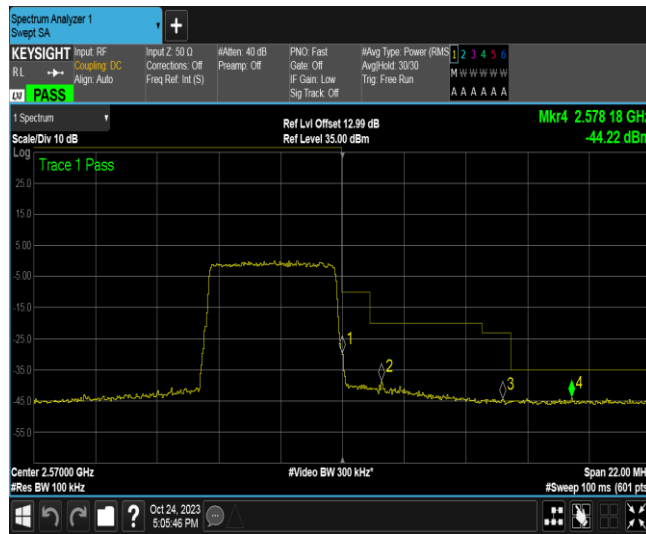 Spectrum Analyzer 1
Swept SA
+
KEYSIGHT Input: RF Input Z: 50 Ω #Atten: 40 dB PNO: Fast #Avg Type: Power (RMS 1 2 3 4 5 6
RL Coupling: DC Corrections: Off Preamp: Off Gate: Off Avg|Hold: 30/30 M W W W W W
Align: Auto Freq Ref: Int (S) IF Gain: Low Trig: Free Run
LXI PASS Sig Track: Off A A A A A A
1 Spectrum Ref Lvl Offset 12.99 dB Mkr4 2.578 18 GHz
Scale/Div 10 dB Ref Level 35.00 dBm -44.22 dBm
Log
Trace 1 Pass
25.0
15.0
5.00
-5.00
-15.0
-25.0
1
-35.0
2
3
4
-45.0
-55.0
Center 2.57000 GHz #Video BW 300 kHz* Span 22.00 MH
#Res BW 100 kHz #Sweep 100 ms (601 pts
? Oct 24, 2023
5:05:46 PM